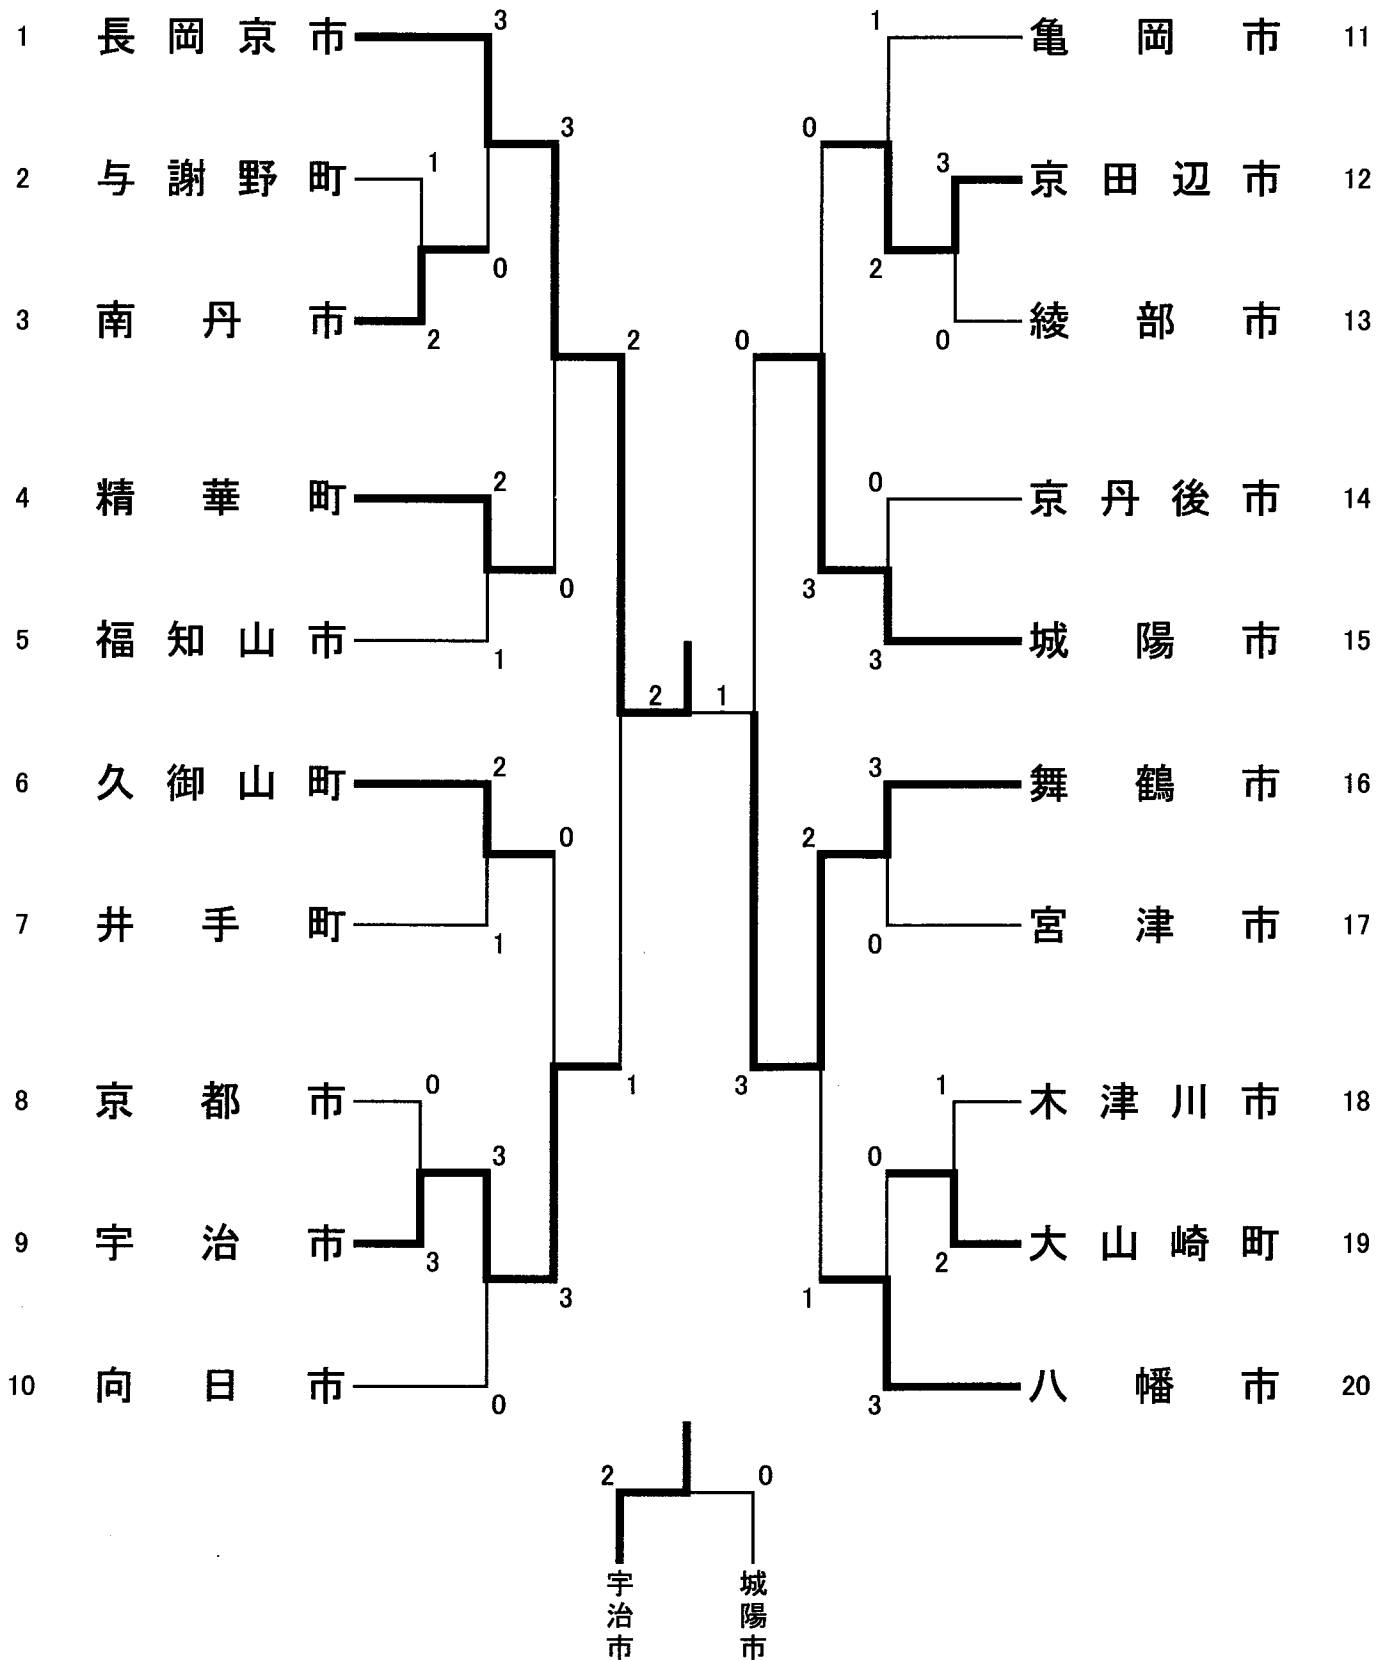 3 1
1 長岡京市 亀岡市 11
3 0
1 3
2 与謝野町 京田辺市 12
0 2
3 南丹市 綾部市 13
2 2 0 0
2 0
4 精華町 京丹後市 14
0 3
5 福知山市 城陽市 15
1 3
2 1
2 3
6 久御山町 舞鶴市 16
0 2
7 井手町 宮津市 17
1 0
0 1 3 1
8 京都市 木津川市 18
3 0
9 宇治市 大山崎町 19
3 2
3 1
10 向日市 八幡市 20
0 3
2 0
宇治市 城陽市